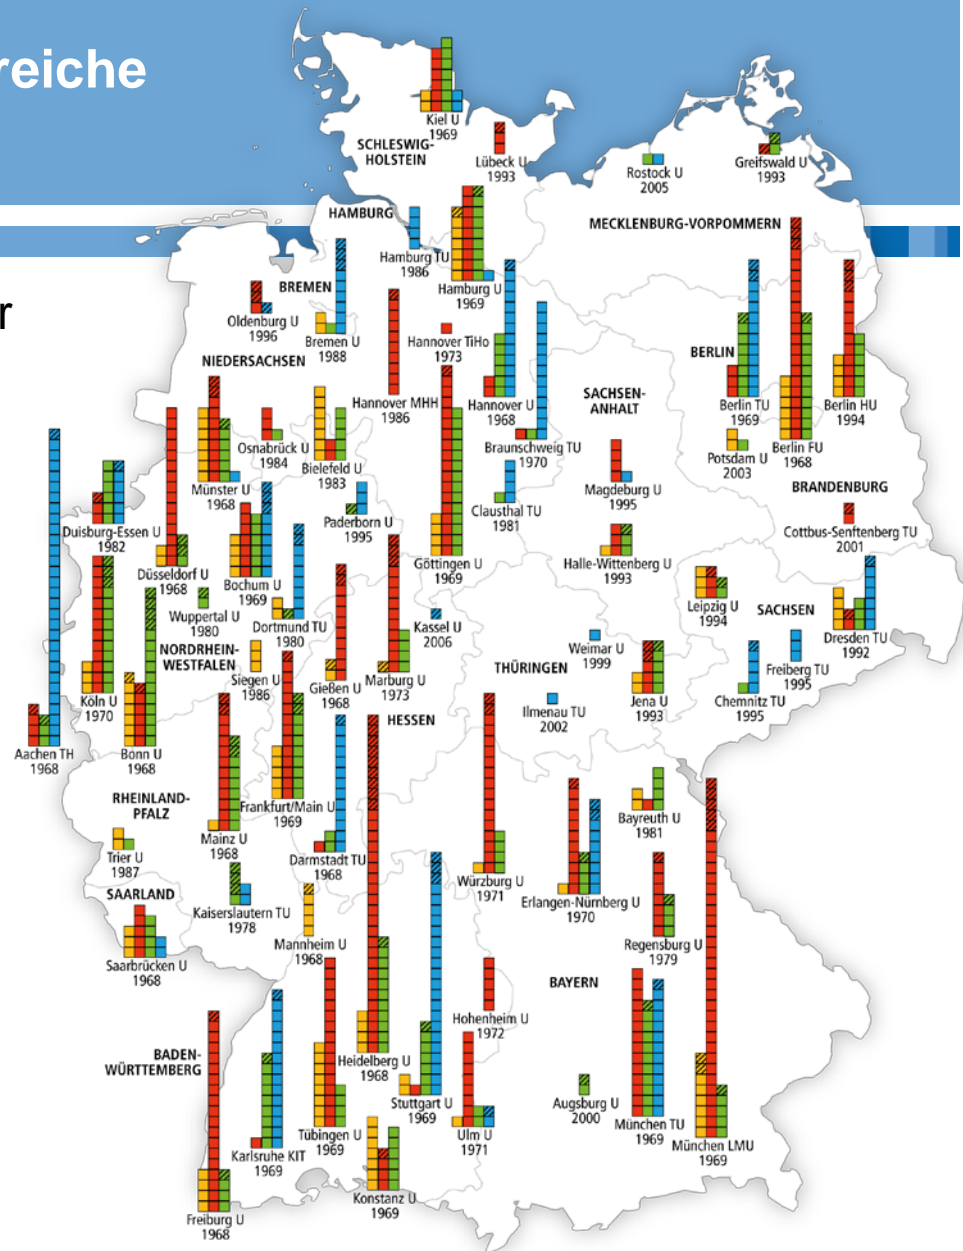 reiche
r
Kiel U
1969
SCHLESWIG-
HOLSTEIN
Lübeck U
1993
Rostock U
2005
Greifswald U
1993
HAMBURG
MECKLENBURG-VORPOMMERN
Hamburg TU
1986
Hamburg U
1969
BREMEN
Oldenburg U
1996
Bremen U
1988
Hannover TiHo
1973
NIEDERSACHSEN
BERLIN
Hannover MHH
1986
Hannover U
1968
SACHSEN-
ANHALT
Berlin TU
1969
Berlin HU
1994
Osnabrück U
1984
Bielefeld U
1983
Braunschweig TU
1970
Potsdam U
2003
Berlin FU
1968
Münster U
1968
Magdeburg U
1995
BRANDENBURG
Duisburg-Essen U
1982
Paderborn U
1995
Clausthal TU
1981
Cottbus-Senftenberg TU
2001
Düsseldorf U
1968
Bochum U
1969
Göttingen U
1969
Halle-Wittenberg U
1993
Wuppertal U
1980
Dortmund TU
1980
Kassel U
2006
Leipzig U
1994
SACHSEN
Dresden TU
1992
NORDRHEIN-
WESTFALEN
Siegen U
1986
Gießen U
1968
Marburg U
1973
THÜRINGEN
Weimar U
1999
Freiberg TU
1995
Köln U
1970
Ilmenau TU
2002
Jena U
1993
Chemnitz TU
1995
Aachen TH
1968
Bonn U
1968
HESSEN
RHEINLAND-
PFALZ
Frankfurt/Main U
1969
Mainz U
1968
Bayreuth U
1981
Trier U
1987
Darmstadt TU
1968
Würzburg U
1971
Erlangen-Nürnberg U
1970
SAARLAND
Kaiserslautern TU
1978
Mannheim U
1968
Regensburg U
1979
Saarbrücken U
1968
BAYERN
Hohenheim U
1972
BADEN-
WÜRTTEMBERG
Heidelberg U
1968
Stuttgart U
1969
Augsburg U
2000
München TU
1969
Tübingen U
1969
Ulm U
1971
München LMU
1969
Karlsruhe KIT
1969
Konstanz U
1969
Freiburg U
1968